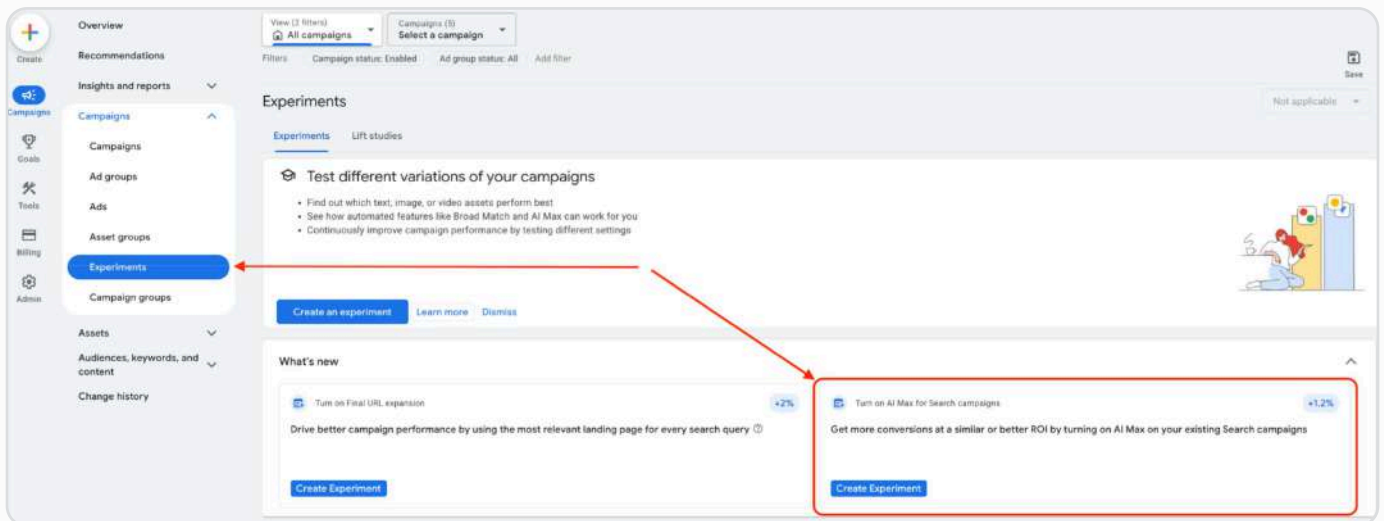 Create
Campaigns
Goals
Tools
Billing
Admin
Overview
Recommendations
Insights and reports
Campaigns
Campaigns
Ad groups
Ads
Asset groups
Experiments
Campaign groups
Assets
Audiences, keywords, and
content
Change history
View (2 filters)
All campaigns
Campaigns (5)
Select a campaign
Filters Campaign status: Enabled Ad group status: All Add filter
Save
Experiments
Not applicable
Experiments Lift studies
Test different variations of your campaigns
• Find out which text, image, or video assets perform best
• See how automated features like Broad Match and AI Max can work for you
• Continuously improve campaign performance by testing different settings
Create an experiment Learn more Dismiss
What's new
Turn on Final URL expansion +2%
Drive better campaign performance by using the most relevant landing page for every search query
Create Experiment
Turn on AI Max for Search campaigns +1.2%
Get more conversions at a similar or better ROI by turning on AI Max on your existing Search campaigns
Create Experiment